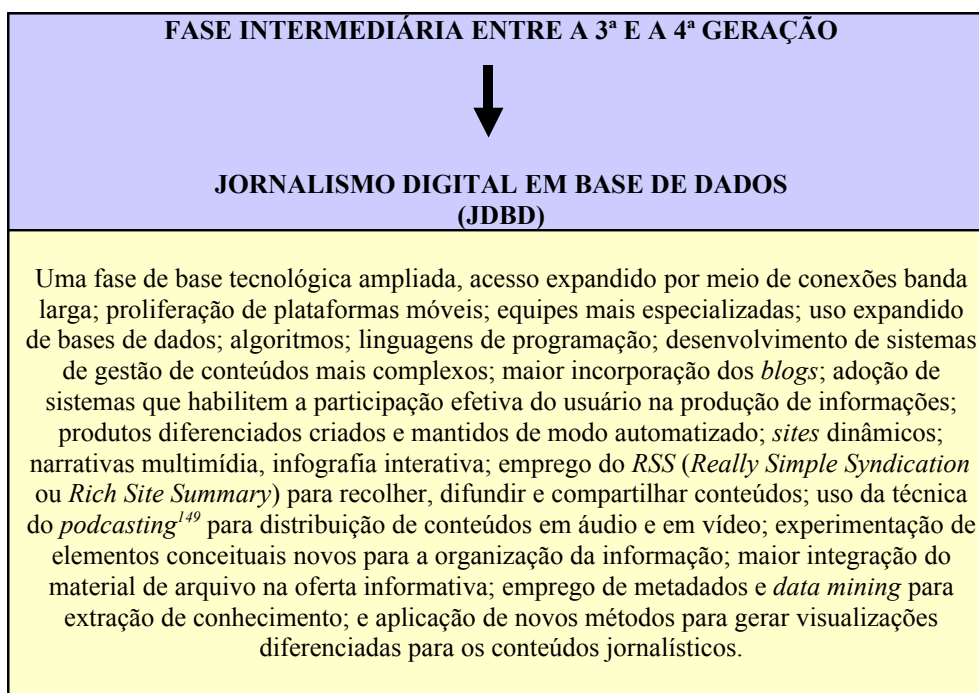 FASE INTERMEDIÁRIA ENTRE A 3ª E A 4ª GERAÇÃO
JORNALISMO DIGITAL EM BASE DE DADOS
(JDBD)
Uma fase de base tecnológica ampliada, acesso expandido por meio de conexões banda
larga; proliferação de plataformas móveis; equipes mais especializadas; uso expandido
de bases de dados; algoritmos; linguagens de programação; desenvolvimento de sistemas
de gestão de conteúdos mais complexos; maior incorporação dos blogs; adoção de
sistemas que habilitem a participação efetiva do usuário na produção de informações;
produtos diferenciados criados e mantidos de modo automatizado; sites dinâmicos;
narrativas multimídia, infografia interativa; emprego do RSS (Really Simple Syndication
ou Rich Site Summary) para recolher, difundir e compartilhar conteúdos; uso da técnica
do podcasting149 para distribuição de conteúdos em áudio e em vídeo; experimentação de
elementos conceituais novos para a organização da informação; maior integração do
material de arquivo na oferta informativa; emprego de metadados e data mining para
extração de conhecimento; e aplicação de novos métodos para gerar visualizações
diferenciadas para os conteúdos jornalísticos.